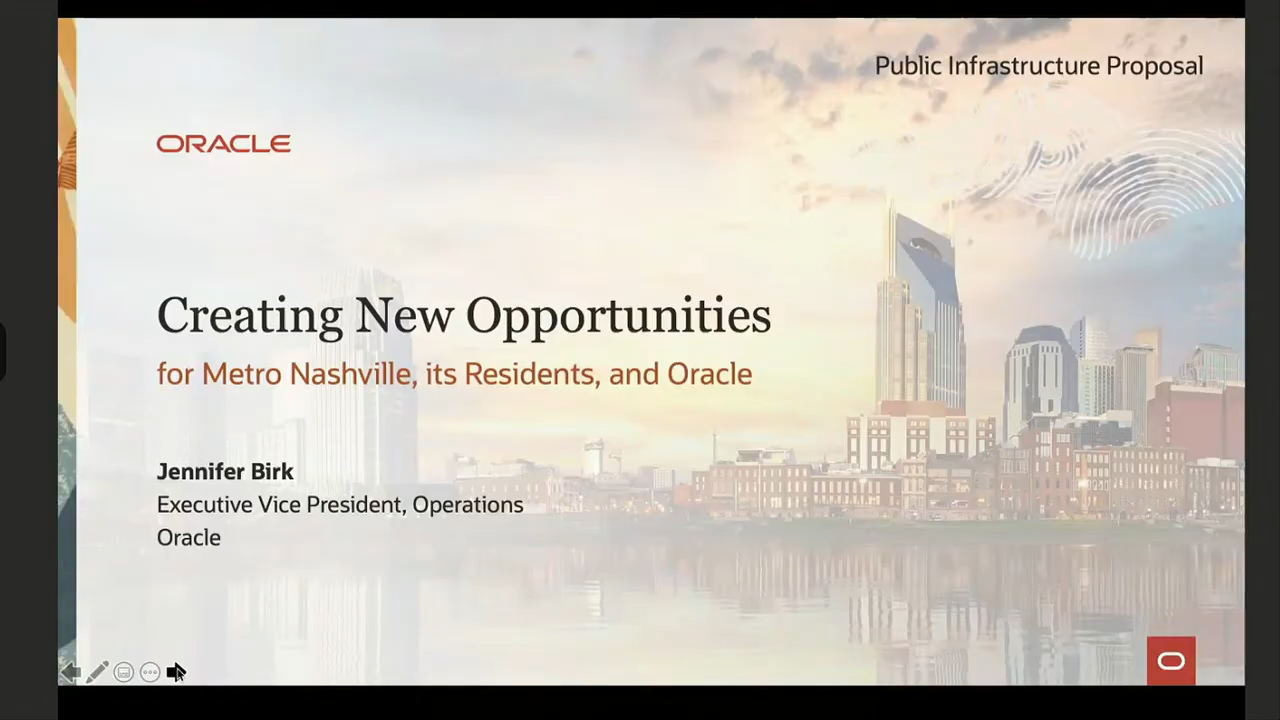 Public Infrastructure Proposal
ORACLE
Creating New Opportunities
for Metro Nashville, its Residents, and Oracle
Jennifer Birk
Executive Vice President, Operations
Oracle